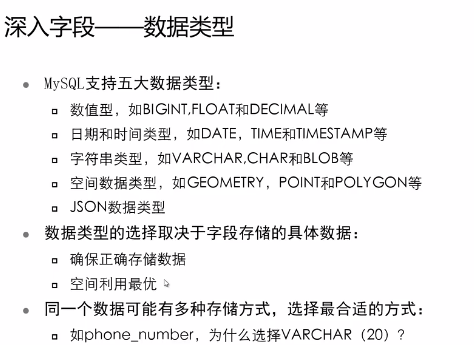 深入字段——数据类型
MySQL支持五大数据类型：
数值型，如BIGINT,FLOAT和DECIMAL等
日期和时间类型，如DATE，TIME和TIMESTAMP等
字符串类型，如VARCHAR,CHAR和BLOB等
空间数据类型，如GEOMETRY，POINT和POLYGON等
JSON数据类型
数据类型的选择取决于字段存储的具体数据：
确保正确存储数据
空间利用最优
同一个数据可能有多种存储方式，选择最合适的方式：
如phone_number，为什么选择VARCHAR（20）？